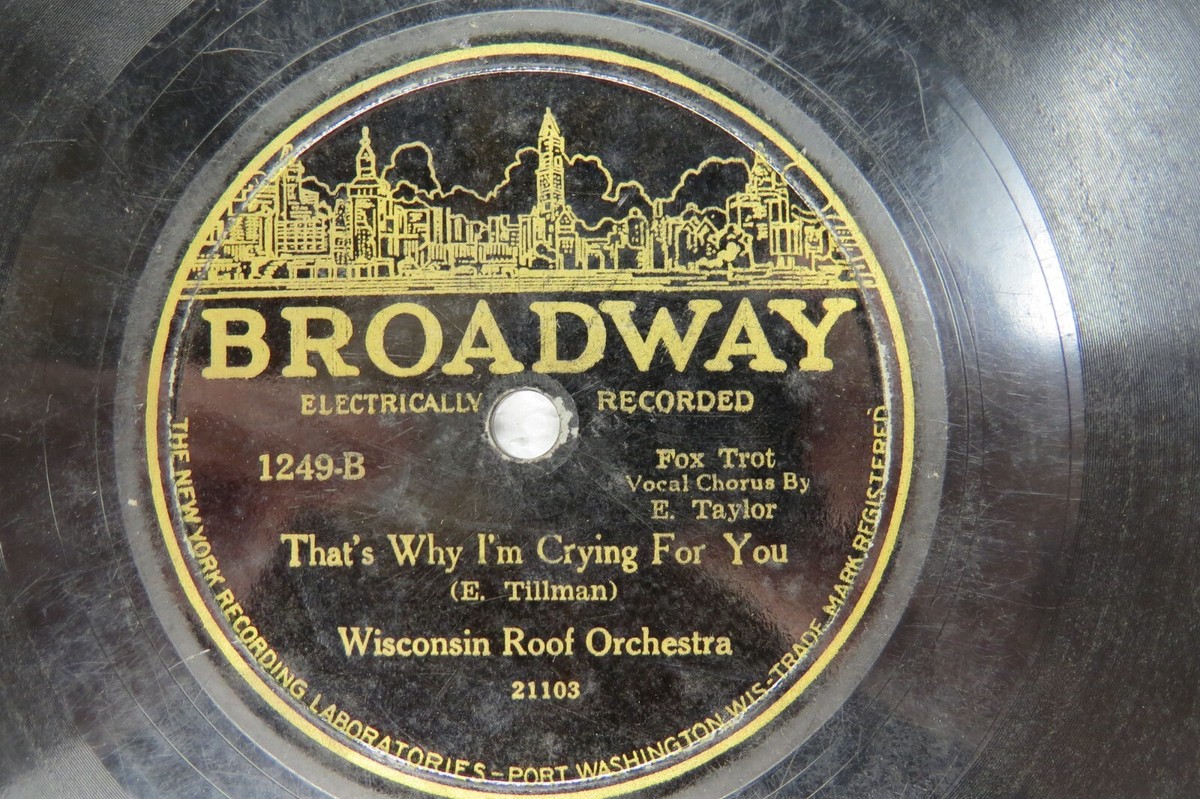 BROADWAY
ELECTRICALLY RECORDED
1249-B
Fox Trot
Vocal Chorus By
E. Taylor
That's Why I'm Crying For You
(E. Tillman)
Wisconsin Roof Orchestra
21103
THE NEW YORK RECORDING LABORATORIES-PORT WASHINGTON, WIS-TRADE MARK REGISTERED